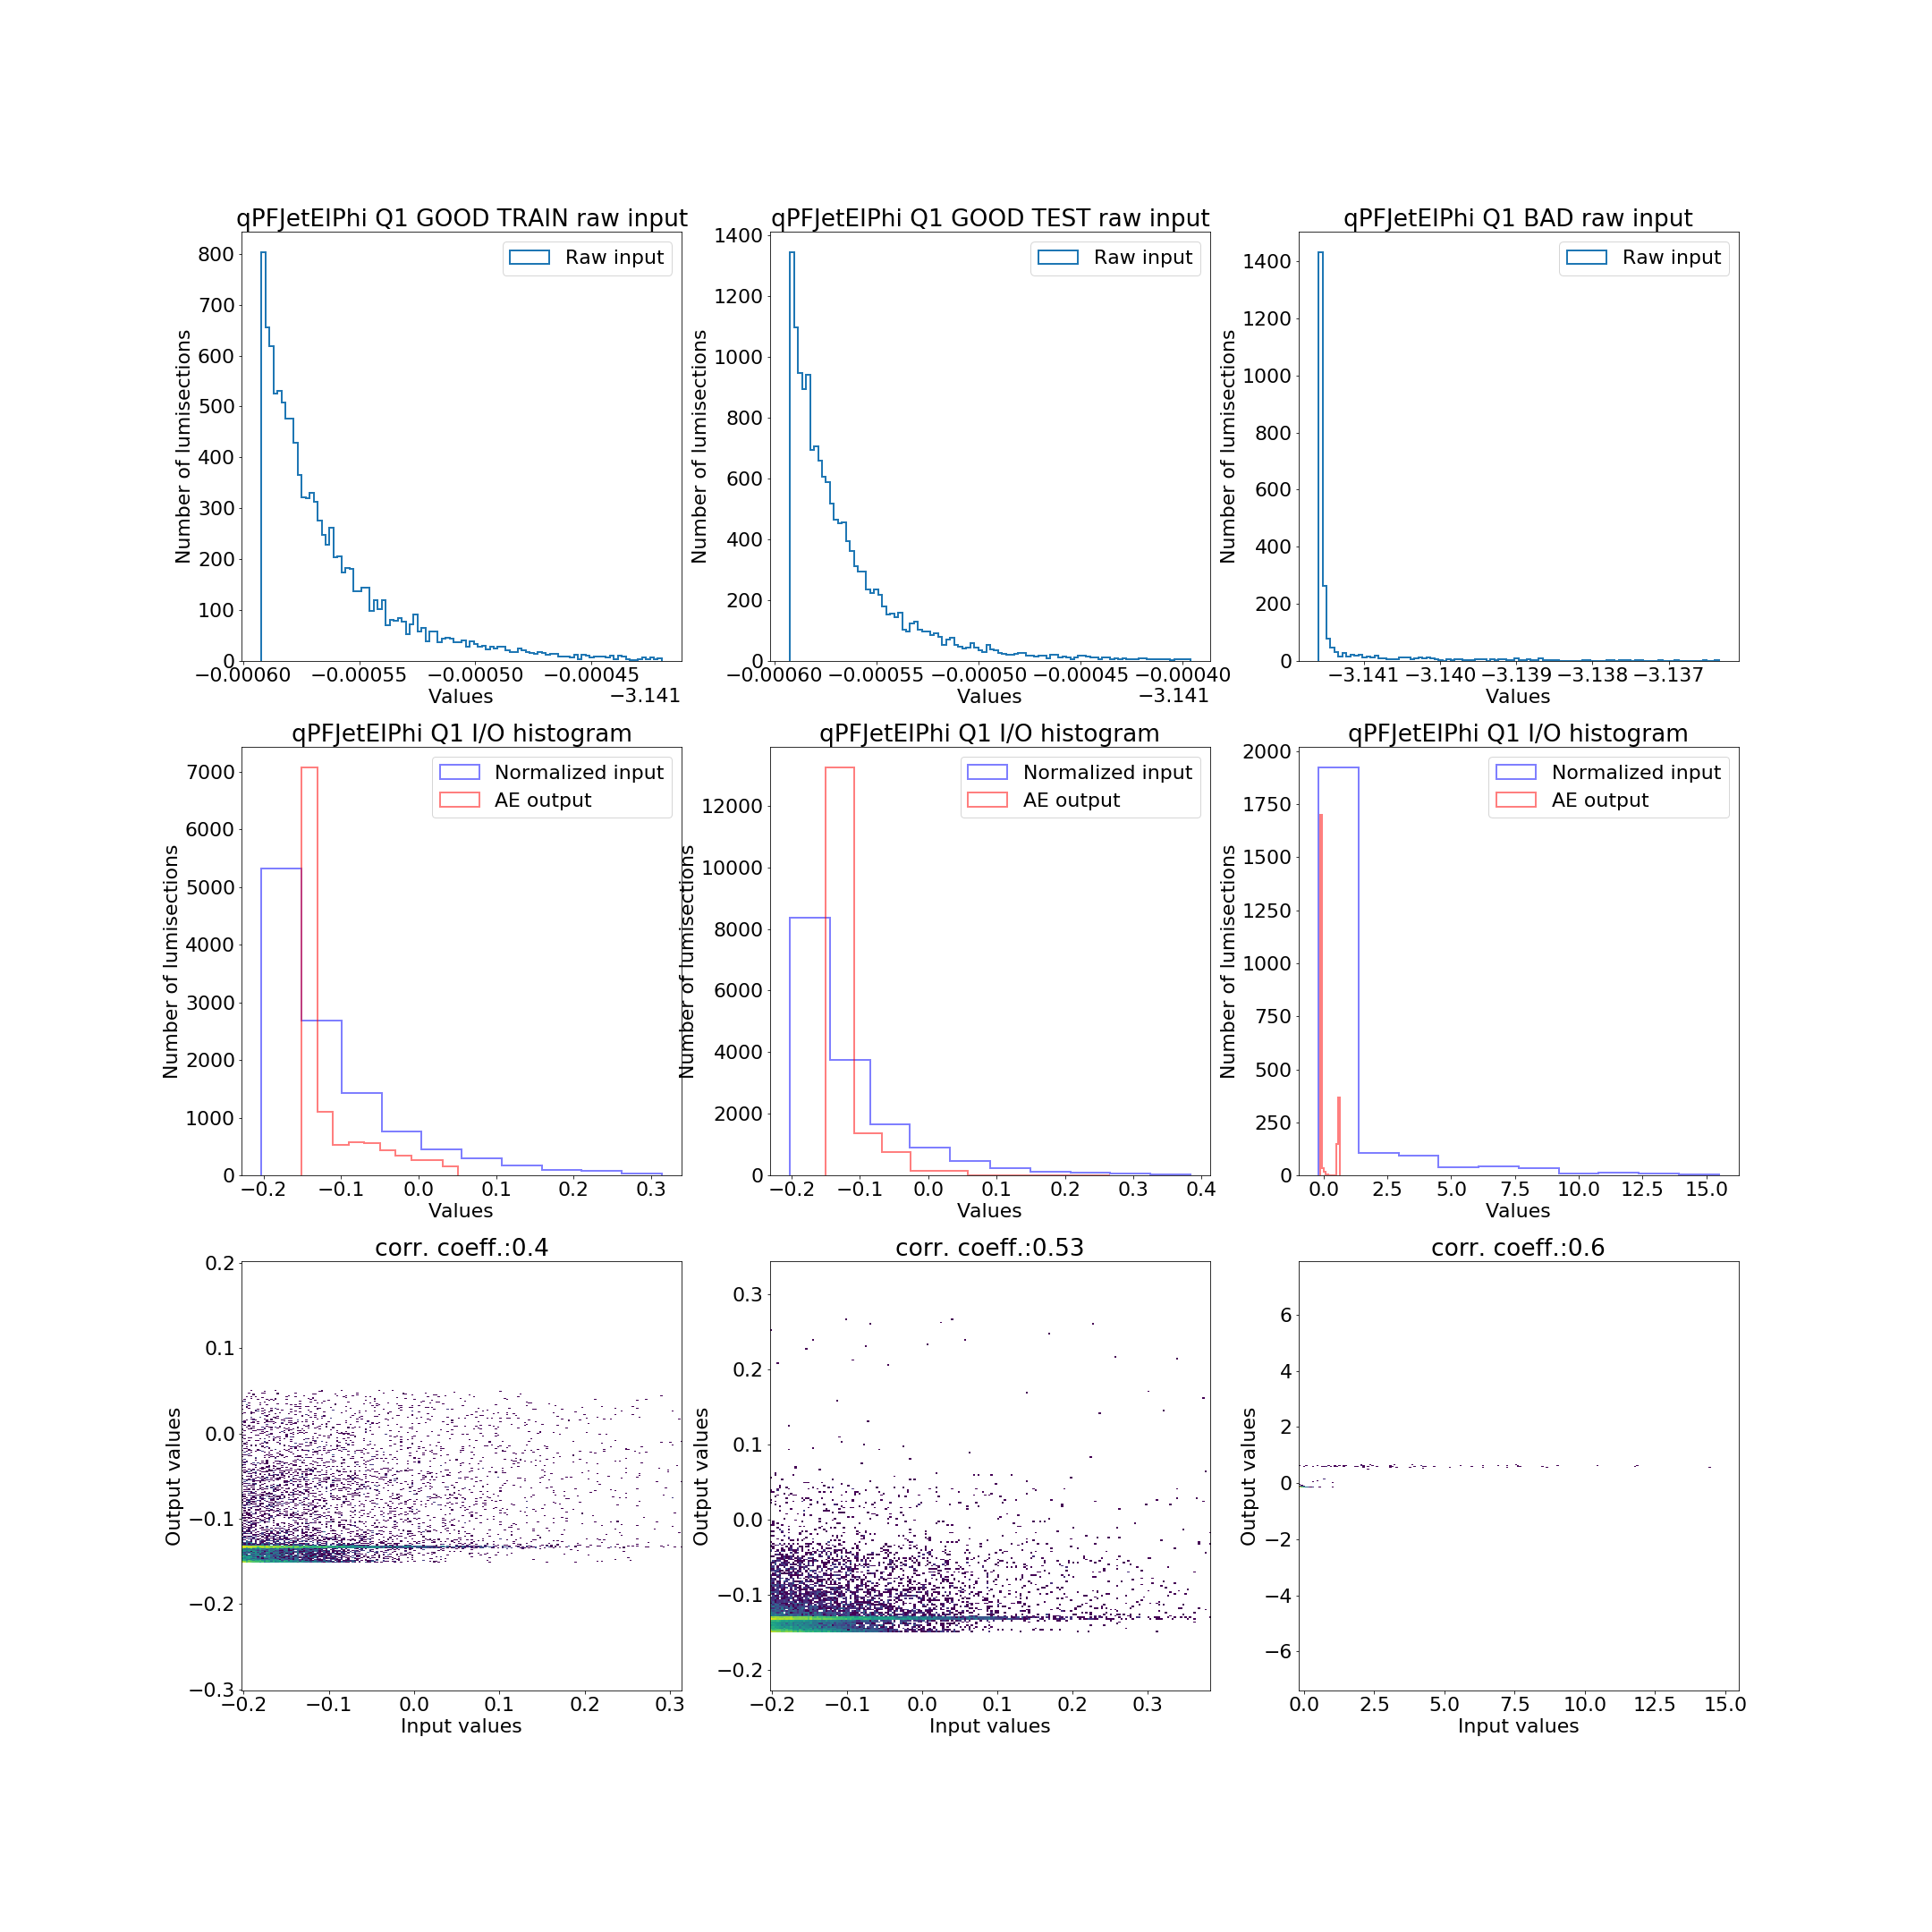 qPFJetEIPhi Q1 GOOD TRAIN raw input
Raw input
Number of lumisections
800
700
600
500
400
300
200
100
0
−0.00060 −0.00055 −0.00050 −0.00045
−3.141
Values
qPFJetEIPhi Q1 GOOD TEST raw input
Raw input
Number of lumisections
1400
1200
1000
800
600
400
200
0
−0.00060 −0.00055 −0.00050 −0.00045 −0.00040
−3.141
Values
qPFJetEIPhi Q1 BAD raw input
Raw input
Number of lumisections
1400
1200
1000
800
600
400
200
0
−3.141 −3.140 −3.139 −3.138 −3.137
Values
qPFJetEIPhi Q1 I/O histogram
Normalized input
AE output
Number of lumisections
7000
6000
5000
4000
3000
2000
1000
0
−0.2 −0.1 0.0 0.1 0.2 0.3
Values
qPFJetEIPhi Q1 I/O histogram
Normalized input
AE output
Number of lumisections
12000
10000
8000
6000
4000
2000
0
−0.2 −0.1 0.0 0.1 0.2 0.3 0.4
Values
qPFJetEIPhi Q1 I/O histogram
Normalized input
AE output
Number of lumisections
2000
1750
1500
1250
1000
750
500
250
0
0.0 2.5 5.0 7.5 10.0 12.5 15.0
Values
corr. coeff.:0.4
Output values
0.2
0.1
0.0
−0.1
−0.2
−0.3
−0.2 −0.1 0.0 0.1 0.2 0.3
Input values
corr. coeff.:0.53
Output values
0.3
0.2
0.1
0.0
−0.1
−0.2
−0.2 −0.1 0.0 0.1 0.2 0.3
Input values
corr. coeff.:0.6
Output values
6
4
2
0
−2
−4
−6
0.0 2.5 5.0 7.5 10.0 12.5 15.0
Input values